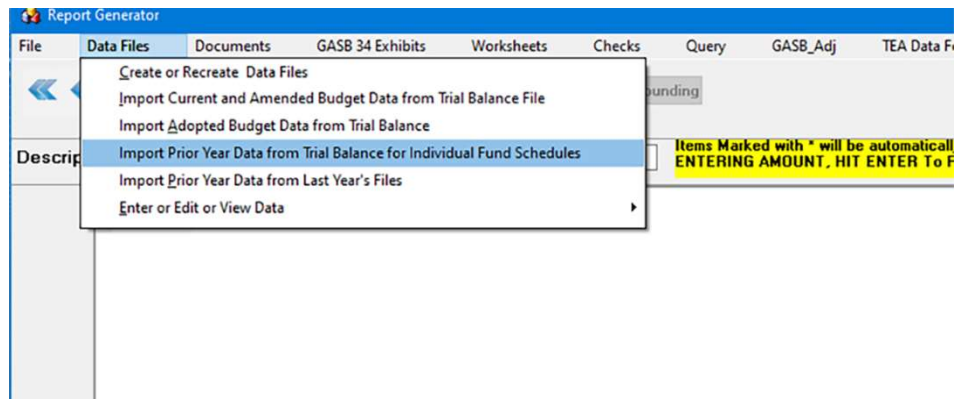 Report Generator
File Data Files Documents GASB 34 Exhibits Worksheets Checks Query GASB_Adj TEA Data
Create or Recreate Data Files
Import Current and Amended Budget Data from Trial Balance File
Import Adopted Budget Data from Trial Balance
Import Prior Year Data from Trial Balance for Individual Fund Schedules
Import Prior Year Data from Last Year's Files
Enter or Edit or View Data
Items Marked with * will be automatical
ENTERING AMOUNT, HIT ENTER To